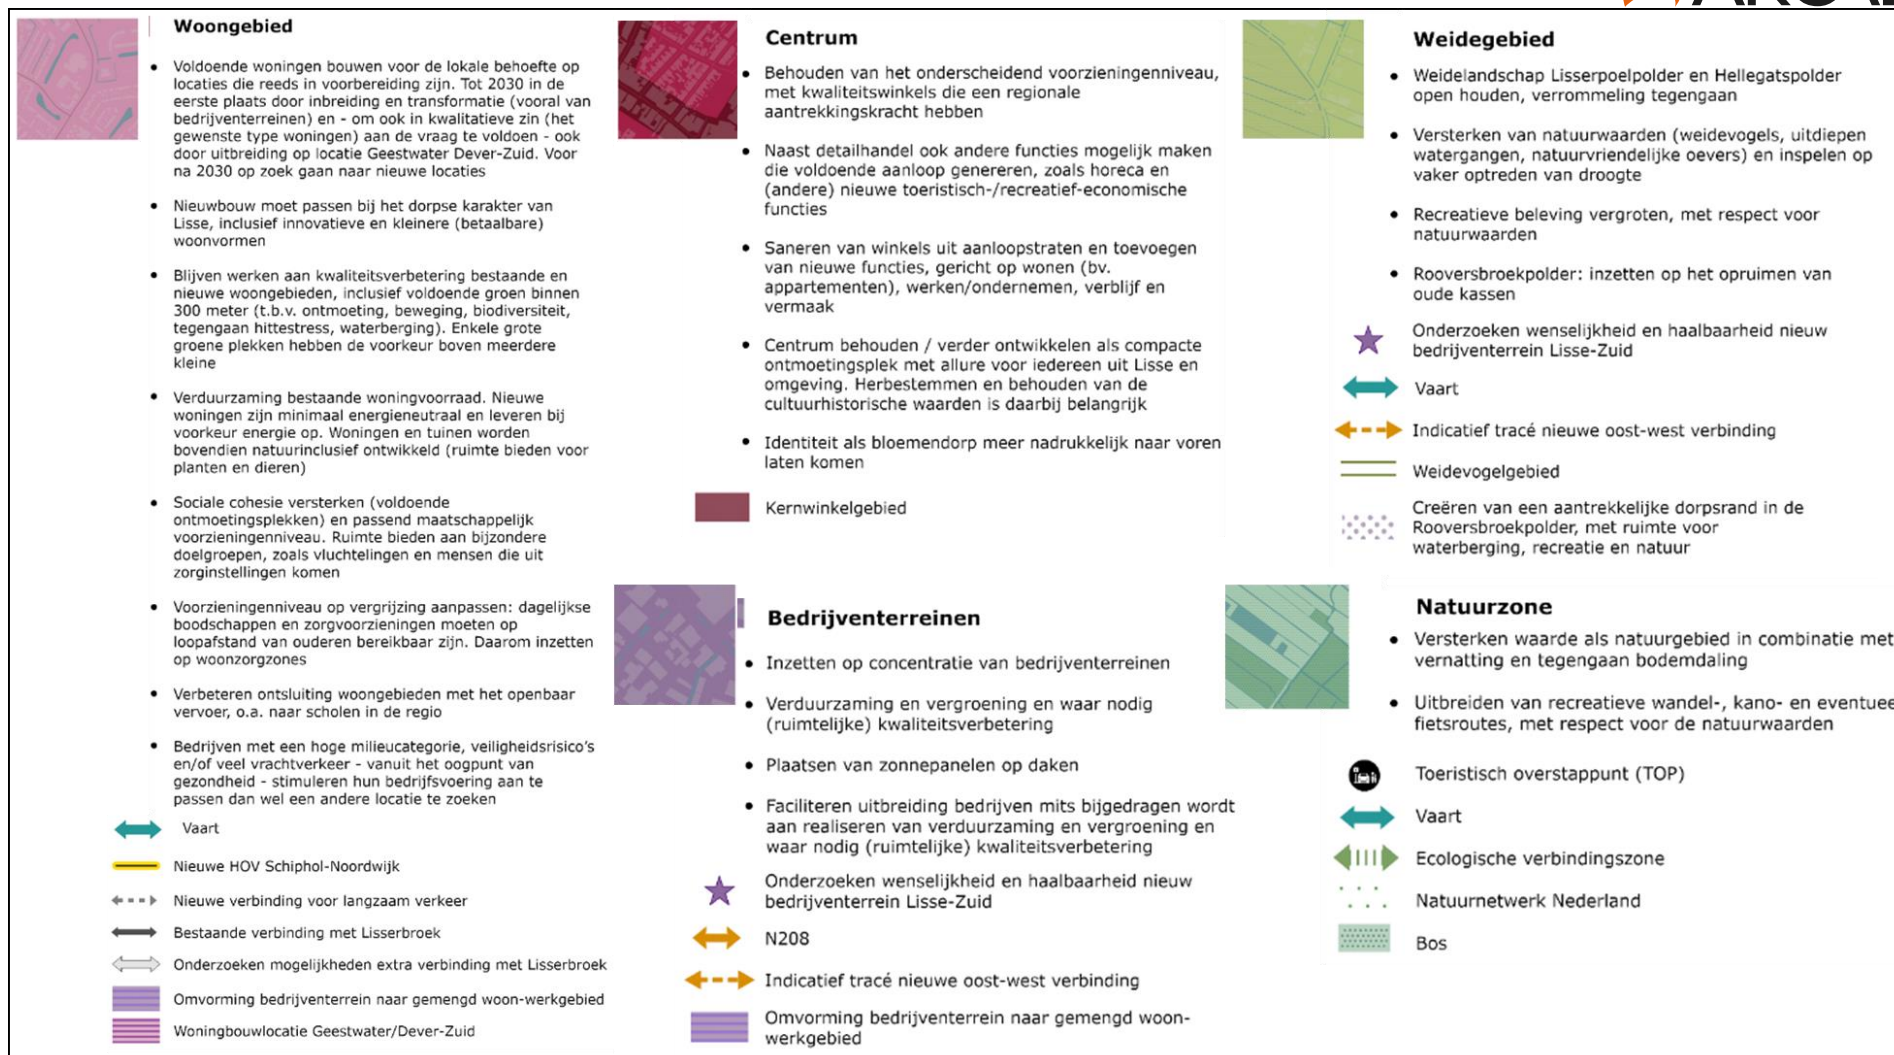 Woongebied
• Voldoende woningen bouwen voor de lokale behoefte op
locaties die reeds in voorbereiding zijn. Tot 2030 in de
eerste plaats door inbreiding en transformatie (vooral van
bedrijventerreinen) en - om ook in kwalitatieve zin (het
gewenste type woningen) aan de vraag te voldoen - ook
door uitbreiding op locatie Geestwater Dever-Zuid. Voor
na 2030 op zoek gaan naar nieuwe locaties
• Nieuwbouw moet passen bij het dorpse karakter van
Lisse, inclusief innovatieve en kleinere (betaalbare)
woonvormen
• Blijven werken aan kwaliteitsverbetering bestaande en
nieuwe woongebieden, inclusief voldoende groen binnen
300 meter (t.b.v. ontmoeting, beweging, biodiversiteit,
tegengaan hittestress, waterberging). Enkele grote
groene plekken hebben de voorkeur boven meerdere
kleine
• Verduurzaming bestaande woningvoorraad. Nieuwe
woningen zijn minimaal energieneutraal en leveren bij
voorkeur energie op. Woningen en tuinen worden
bovendien natuurinclusief ontwikkeld (ruimte bieden voor
planten en dieren)
• Sociale cohesie versterken (voldoende
ontmoetingsplekken) en passend maatschappelijk
voorzieningenniveau. Ruimte bieden aan bijzondere
doelgroepen, zoals vluchtelingen en mensen die uit
zorginstellingen komen
• Voorzieningenniveau op vergrijzing aanpassen: dagelijkse
boodschappen en zorgvoorzieningen moeten op
loopafstand van ouderen bereikbaar zijn. Daarom inzetten
op woonzorgzones
• Verbeteren ontsluiting woongebieden met het openbaar
vervoer, o.a. naar scholen in de regio
• Bedrijven met een hoge milieucategorie, veiligheidsrisico's
en/of veel vrachtverkeer - vanuit het oogpunt van
gezondheid - stimuleren hun bedrijfsvoering aan te
passen dan wel een andere locatie te zoeken
Vaart
Nieuwe HOV Schiphol-Noordwijk
Nieuwe verbinding voor langzaam verkeer
Bestaande verbinding met Lisserbroek
Onderzoeken mogelijkheden extra verbinding met Lisserbroek
Omvorming bedrijventerrein naar gemengd woon-werkgebied
Woningbouwlocatie Geestwater/Dever-Zuid
Centrum
• Behouden van het onderscheidend voorzieningenniveau,
met kwaliteitswinkels die een regionale
aantrekkingskracht hebben
• Naast detailhandel ook andere functies mogelijk maken
die voldoende aanloop genereren, zoals horeca en
(andere) nieuwe toeristisch-/recreatief-economische
functies
• Saneren van winkels uit aanloopstraten en toevoegen
van nieuwe functies, gericht op wonen (bv.
appartementen), werken/ondernemen, verblijf en
vermaak
• Centrum behouden / verder ontwikkelen als compacte
ontmoetingsplek met allure voor iedereen uit Lisse en
omgeving. Herbestemmen en behouden van de
cultuurhistorische waarden is daarbij belangrijk
• Identiteit als bloemendorp meer nadrukkelijk naar voren
laten komen
Kernwinkelgebied
Bedrijventerreinen
• Inzetten op concentratie van bedrijventerreinen
• Verduurzaming en vergroening en waar nodig
(ruimtelijke) kwaliteitsverbetering
• Plaatsen van zonnepanelen op daken
• Faciliteren uitbreiding bedrijven mits bijgedragen wordt
aan realiseren van verduurzaming en vergroening en
waar nodig (ruimtelijke) kwaliteitsverbetering
Onderzoeken wenselijkheid en haalbaarheid nieuw
bedrijventerrein Lisse-Zuid
N208
Indicatief tracé nieuwe oost-west verbinding
Omvorming bedrijventerrein naar gemengd woon-
werkgebied
Weidegebied
• Weidelandschap Lisserpoelpolder en Hellegatspolder
open houden, verrommeling tegengaan
• Versterken van natuurwaarden (weidevogels, uitdiepen
watergangen, natuurvriendelijke oevers) en inspelen op
vaker optreden van droogte
• Recreatieve beleving vergroten, met respect voor
natuurwaarden
• Rooversbroekpolder: inzetten op het opruimen van
oude kassen
Onderzoeken wenselijkheid en haalbaarheid nieuw
bedrijventerrein Lisse-Zuid
Vaart
Indicatief tracé nieuwe oost-west verbinding
Weidevogelgebied
Creëren van een aantrekkelijke dorpsrand in de
Rooversbroekpolder, met ruimte voor
waterberging, recreatie en natuur
Natuurzone
• Versterken waarde als natuurgebied in combinatie met
vernatting en tegengaan bodemdaling
• Uitbreiden van recreatieve wandel-, kano- en eventuee
fietsroutes, met respect voor de natuurwaarden
Toeristisch overstappunt (TOP)
Vaart
Ecologische verbindingszone
Natuurnetwerk Nederland
Bos